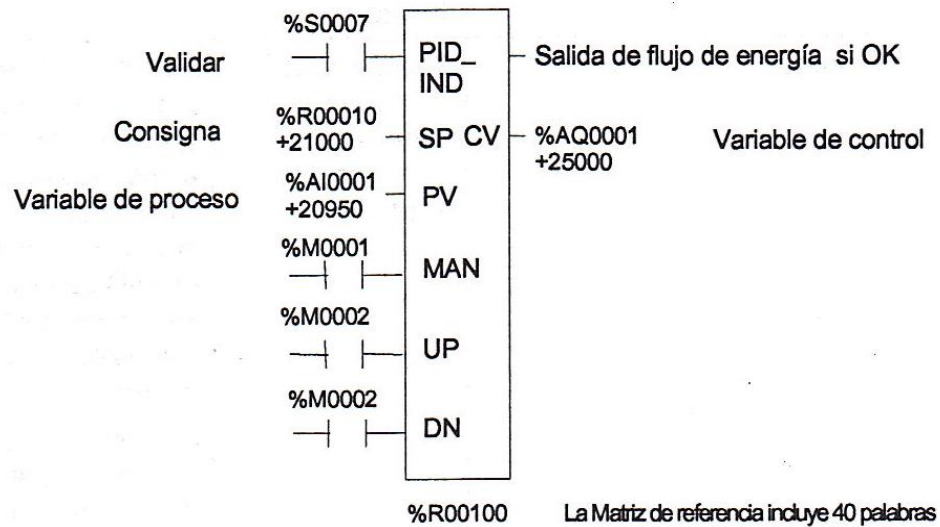 %S0007
Validar
PID_
IND
Salida de flujo de energía si OK
Consigna
%R00010
+21000
SP CV
%AQ0001
+25000
Variable de control
Variable de proceso
%AI0001
+20950
PV
%M0001
MAN
%M0002
UP
%M0002
DN
%R00100
La Matriz de referencia incluye 40 palabras